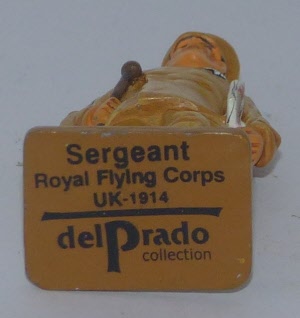 Sergeant
Royal Flying Corps
UK-1914
delPrado
collection